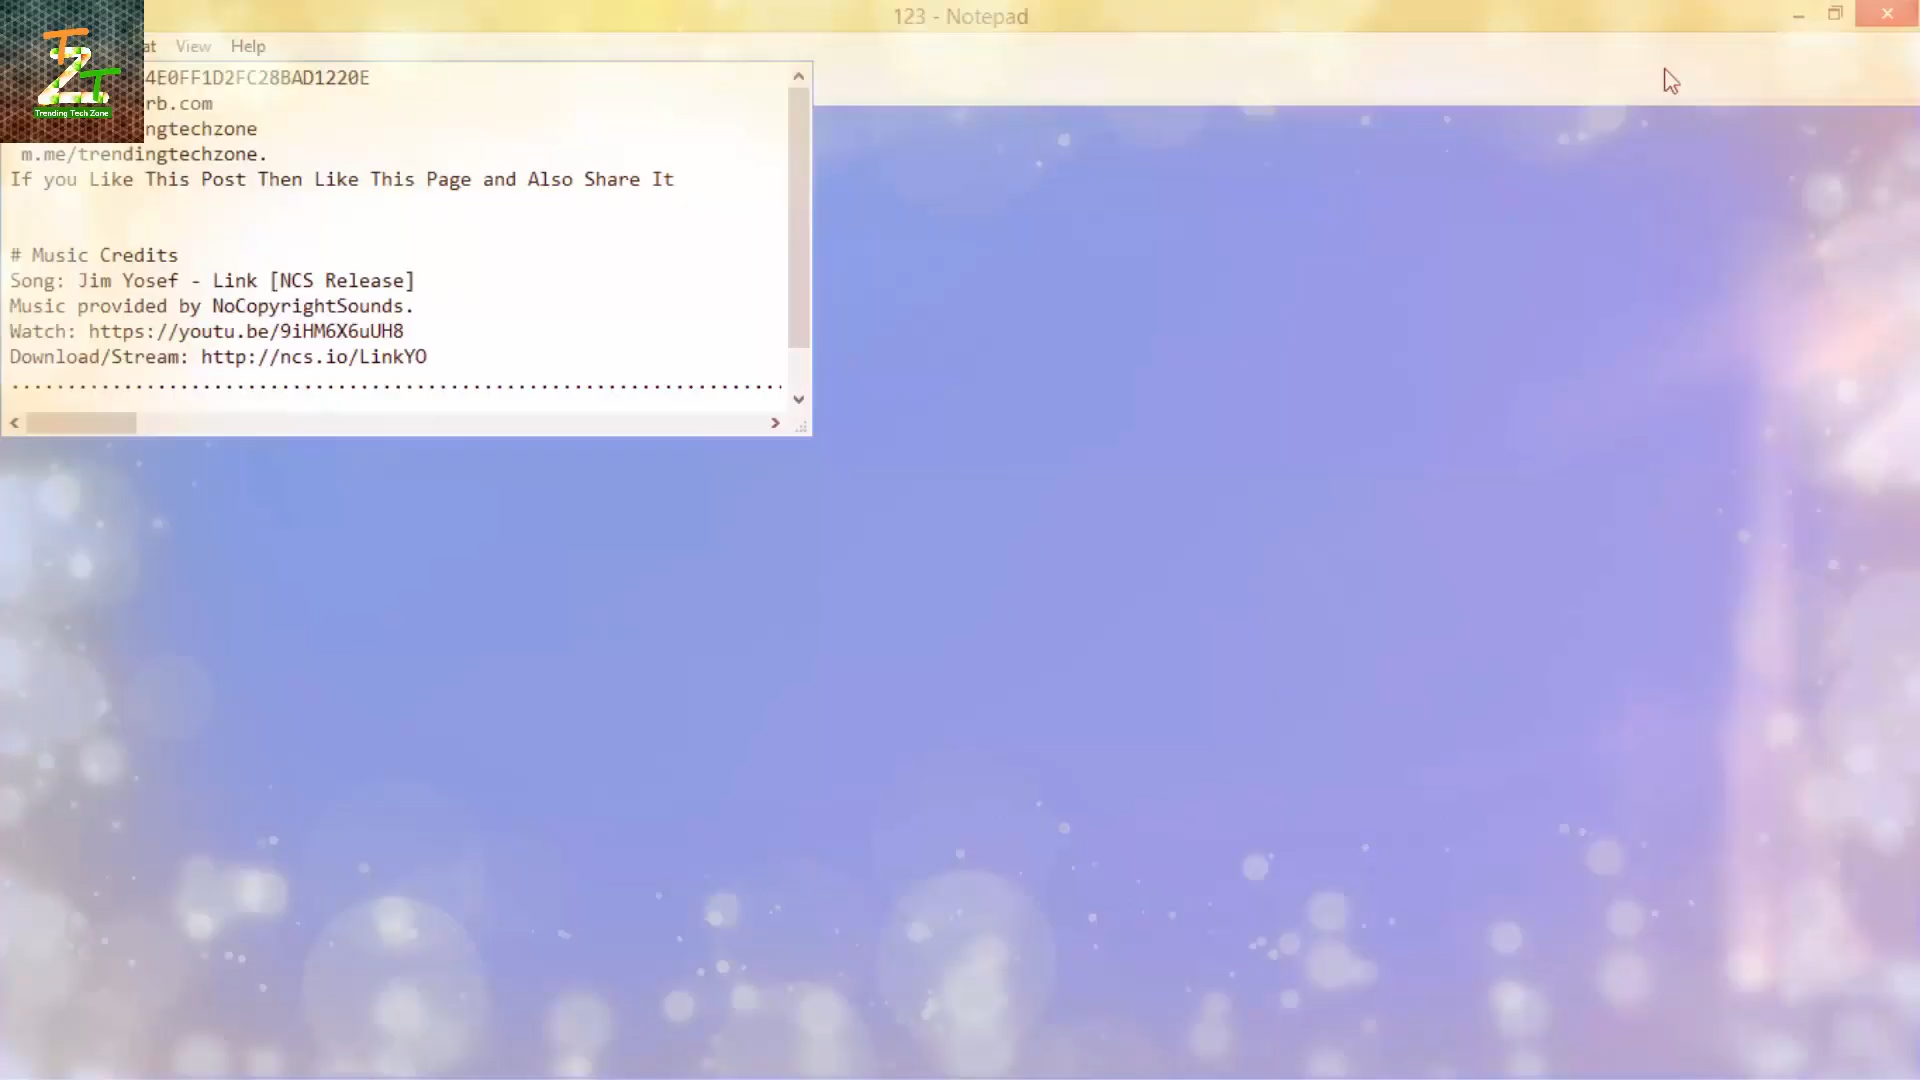 123 - Notepad
at View Help
4E0FF1D2FC28BAD1220E
rb.com
ngtechzone
m.me/trendingtechzone.
If you Like This Post Then Like This Page and Also Share It
# Music Credits
Song: Jim Yosef - Link [NCS Release]
Music provided by NoCopyrightSounds.
Watch: https://youtu.be/9iHM6X6uUH8
Download/Stream: http://ncs.io/LinkYO
TZT
Trending Tech Zone